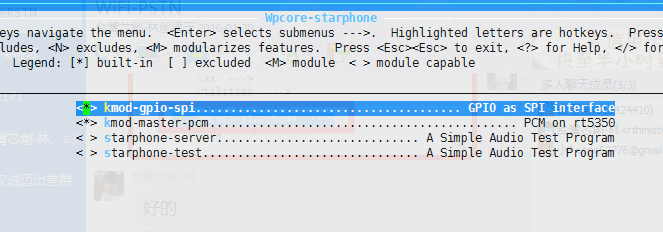 WiFi-PSTN
Wpcore-starphone
eys navigate the menu.  <Enter> selects submenus --->.  Highlighted letters are hotkeys.  Press
ludes, <N> excludes, <M> modularizes features.  Press <Esc><Esc> to exit, <?> for Help, </> for
Legend: [*] built-in  [ ] excluded  <M> module  < > module capable
多人聊天成员(3/3)
<*> kmod-gpio-spi...................................... GPIO as SPI interface
<*> kmod-master-pcm............................................ PCM on rt5350
< > starphone-server.............................. A Simple Audio Test Program
< > starphone-test................................ A Simple Audio Test Program
好的